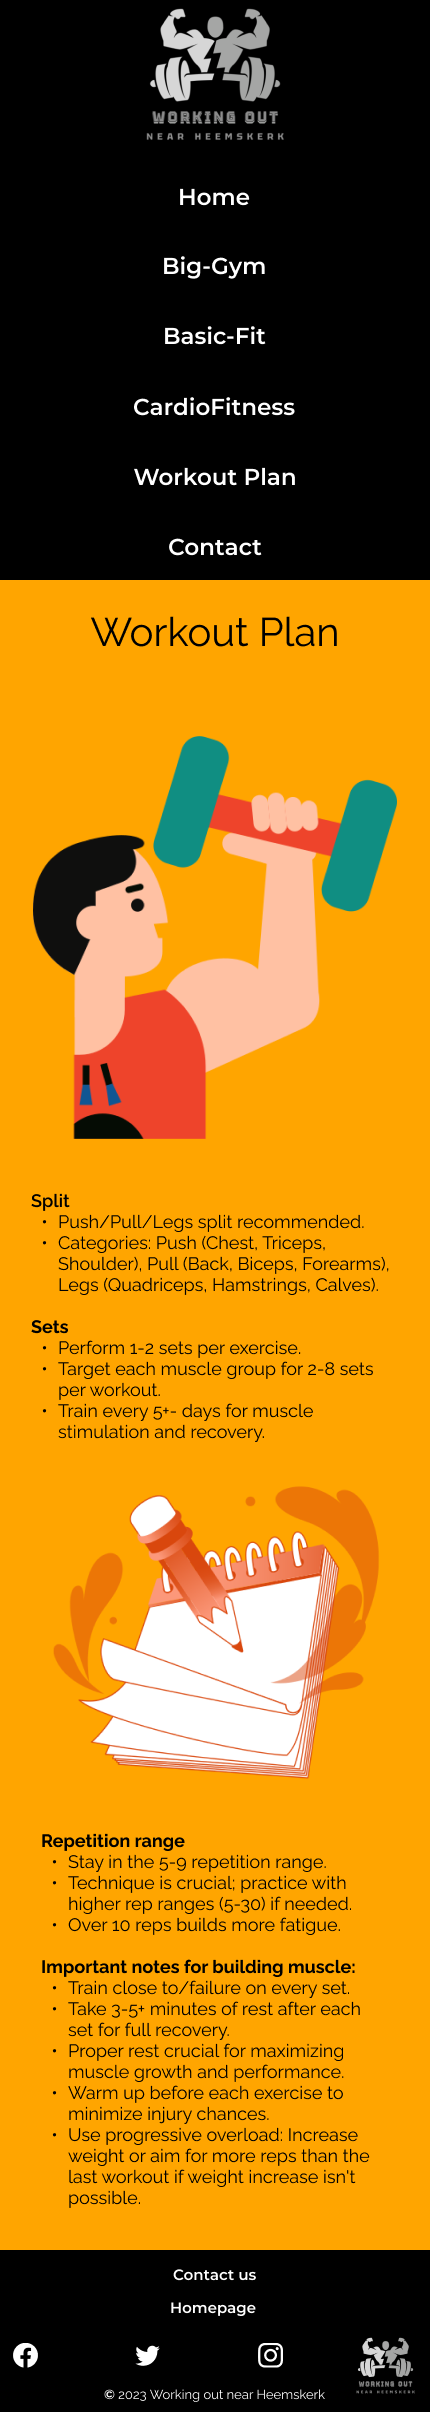 WORKING OUT
NEAR HEEMSKERK
Home
Big-Gym
Basic-Fit
CardioFitness
Workout Plan
Contact
Workout Plan
Split
• Push/Pull/Legs split recommended.
• Categories: Push (Chest, Triceps,
Shoulder), Pull (Back, Biceps, Forearms),
Legs (Quadriceps, Hamstrings, Calves).
Sets
• Perform 1-2 sets per exercise.
• Target each muscle group for 2-8 sets
per workout.
• Train every 5+- days for muscle
stimulation and recovery.
Repetition range
• Stay in the 5-9 repetition range.
• Technique is crucial; practice with
higher rep ranges (5-30) if needed.
• Over 10 reps builds more fatigue.
Important notes for building muscle:
• Train close to/failure on every set.
• Take 3-5+ minutes of rest after each
set for full recovery.
• Proper rest crucial for maximizing
muscle growth and performance.
• Warm up before each exercise to
minimize injury chances.
• Use progressive overload: Increase
weight or aim for more reps than the
last workout if weight increase isn't
possible.
Contact us
Homepage
WORKING OUT
NEAR HEEMSKERK
© 2023 Working out near Heemskerk